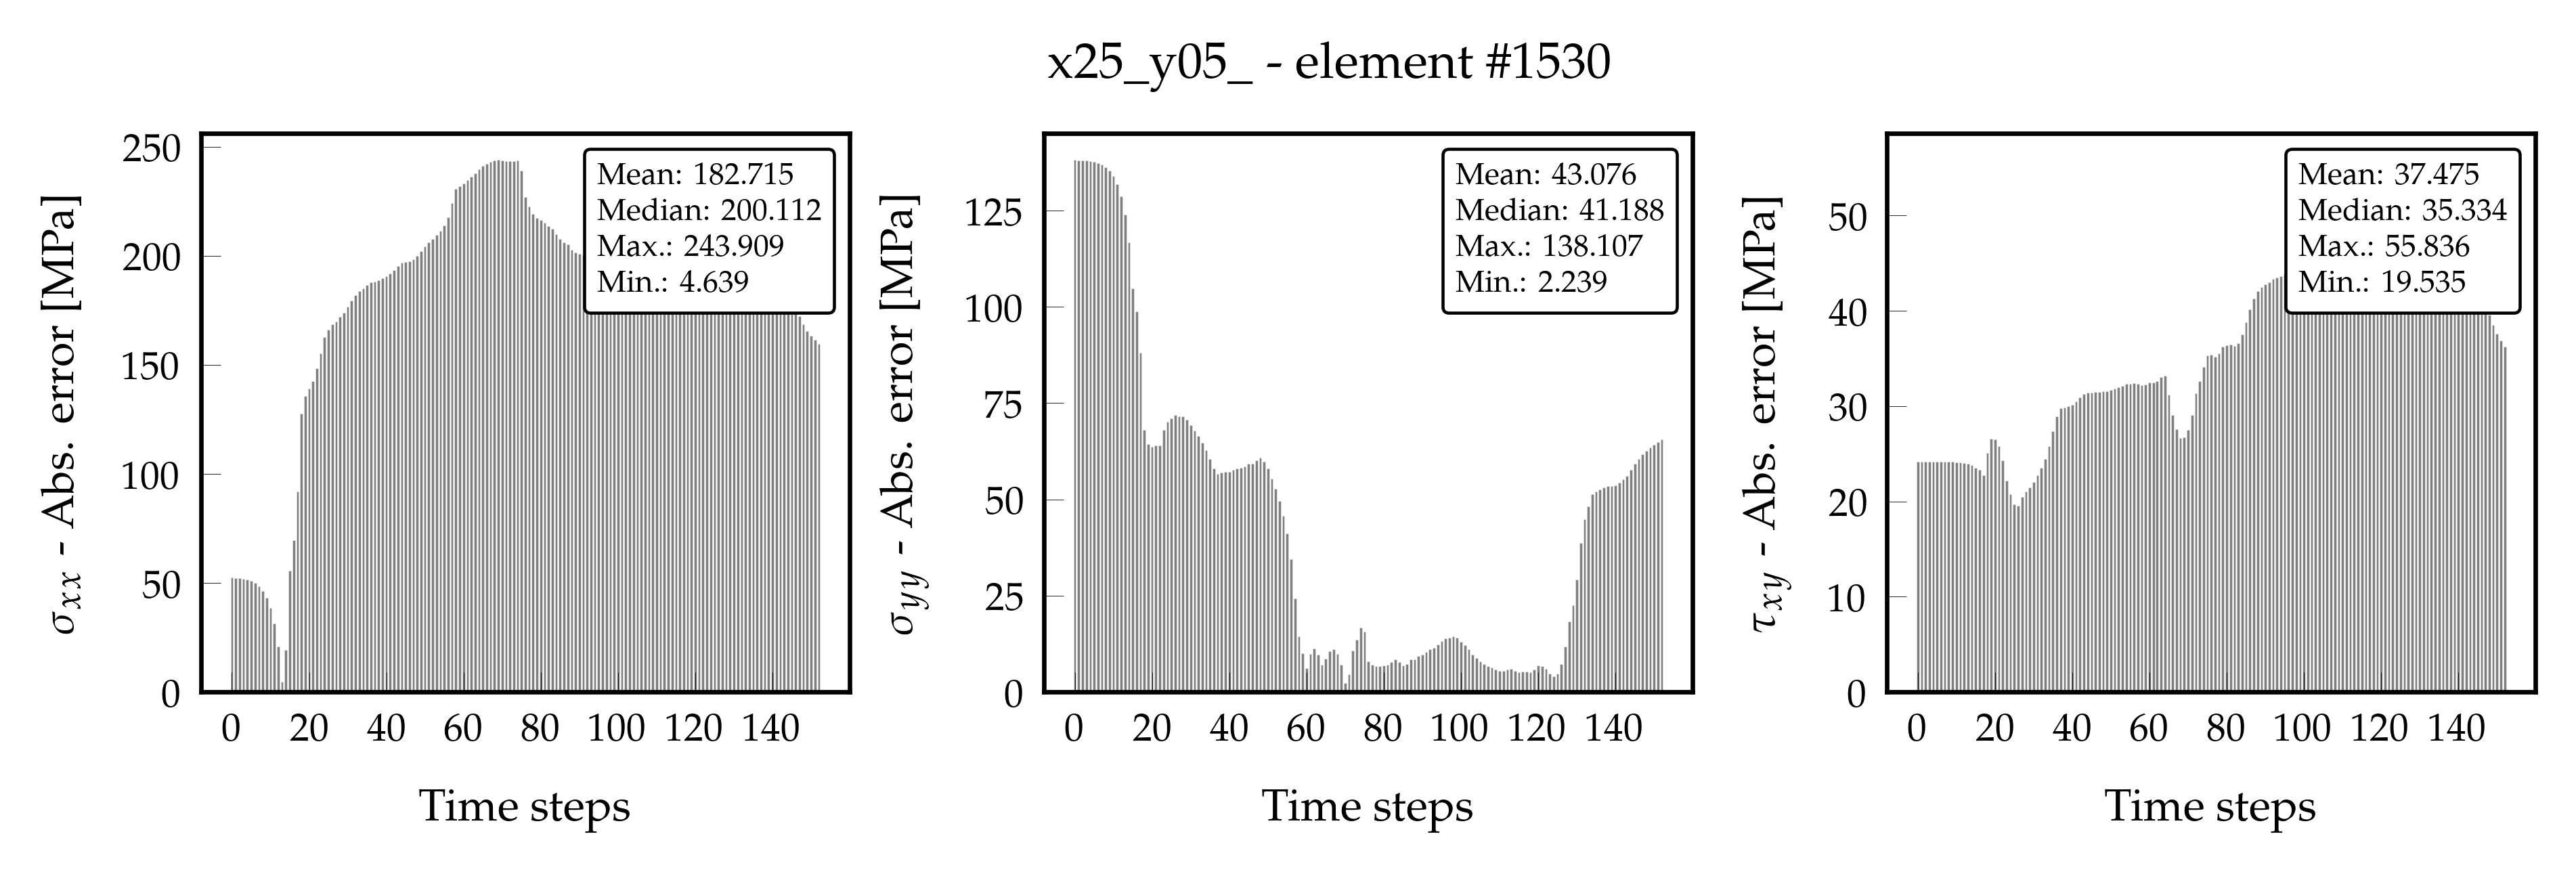 x25_y05_ - element #1530
σxx - Abs. error [MPa]
250
200
150
100
50
0
Mean: 182.715
Median: 200.112
Max.: 243.909
Min.: 4.639
0 20 40 60 80 100 120 140
Time steps
σyy - Abs. error [MPa]
125
100
75
50
25
0
Mean: 43.076
Median: 41.188
Max.: 138.107
Min.: 2.239
0 20 40 60 80 100 120 140
Time steps
τxy - Abs. error [MPa]
50
40
30
20
10
0
Mean: 37.475
Median: 35.334
Max.: 55.836
Min.: 19.535
0 20 40 60 80 100 120 140
Time steps